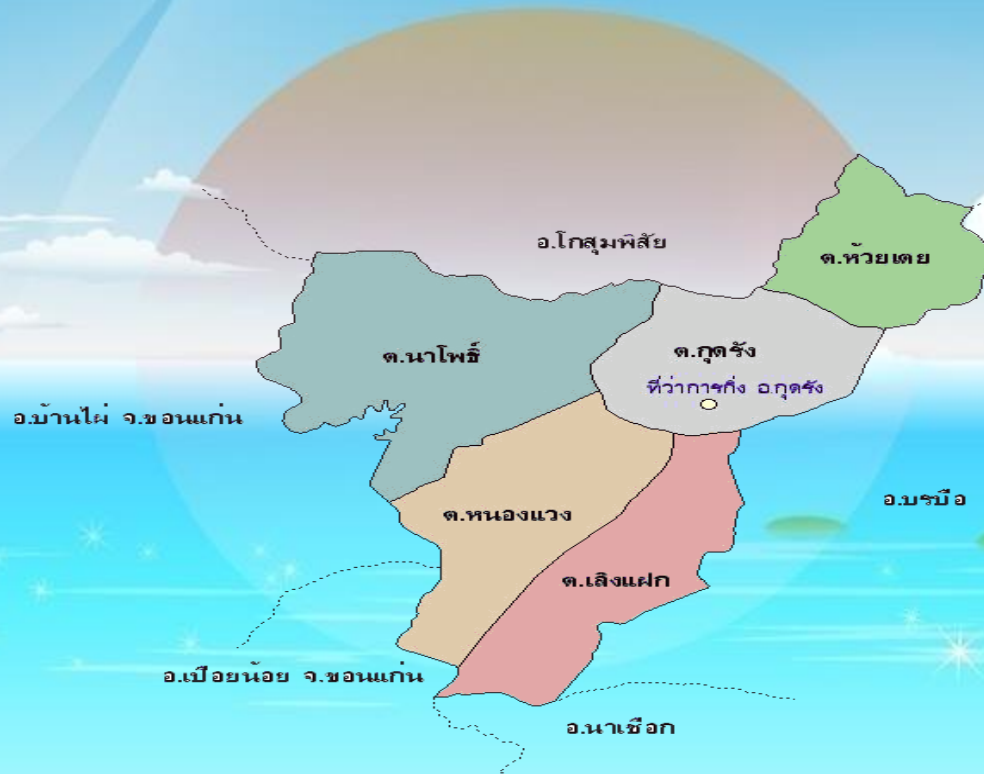 อ.โกสุมพิสัย
ต.ห้วยเตย
ต.นาโพธิ์
ต.กุดรัง
ที่ว่าการกิ่ง อ.กุดรัง
อ.บ้านไผ่ จ.ขอนแก่น
อ.บรบือ
ต.หนองแวง
ต.เลิงแฝก
อ.เปือยน้อย จ.ขอนแก่น
อ.นาเชือก